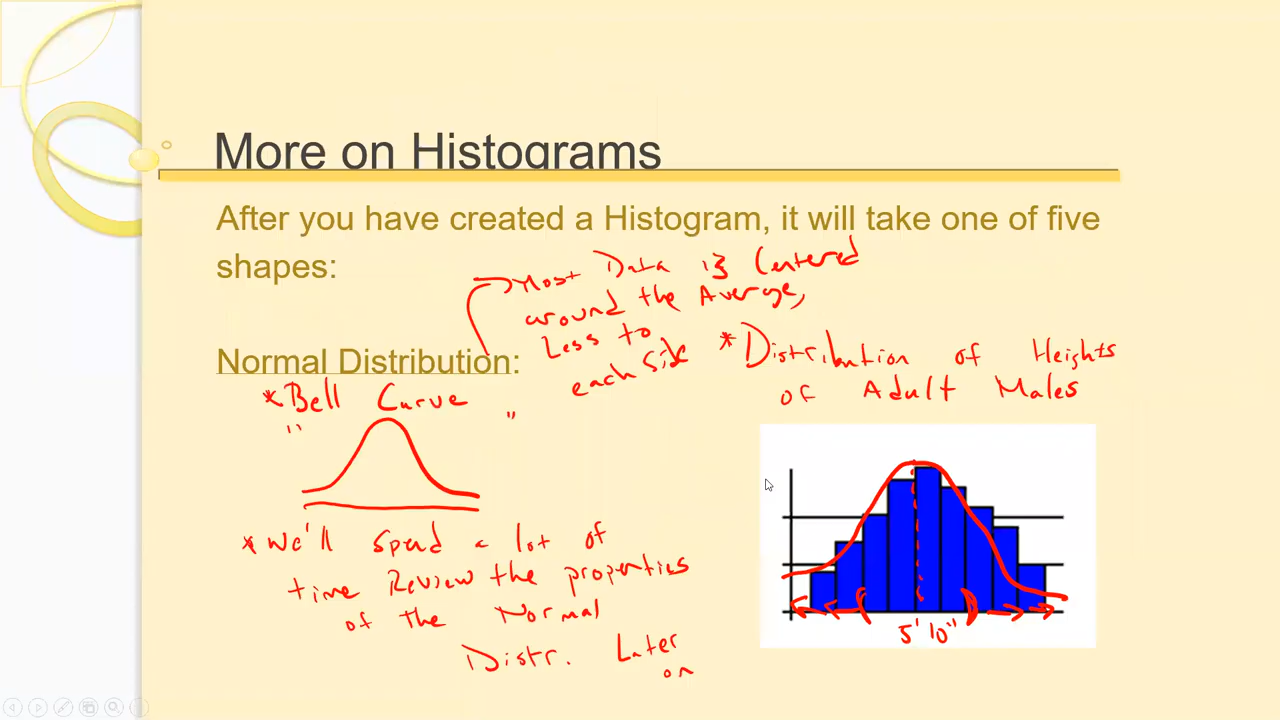 More on Histograms
After you have created a Histogram, it will take one of five
shapes:
Most Data is Centered
around the Average,
Less to
each side
Normal Distribution:
* Bell Curve
" "
* Distribution of Heights
of Adult Males
5'10"
* We'll spend a lot of
time Review the properties
of the Normal
Distr. Later
on